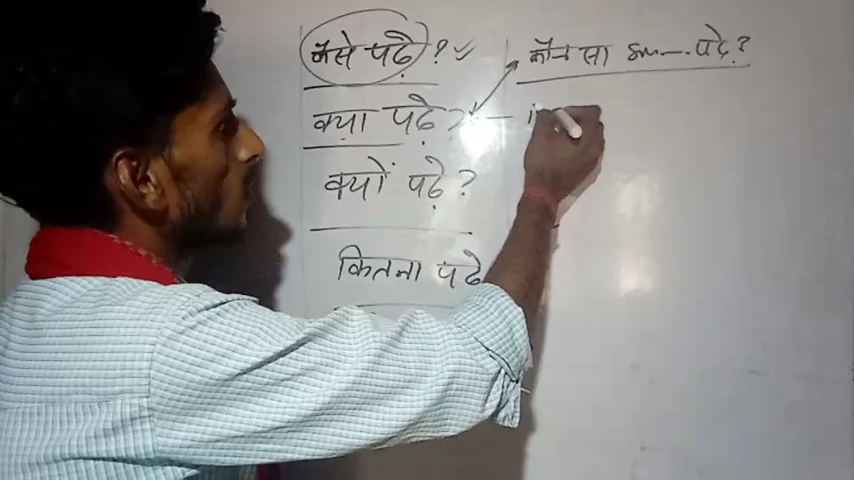 कैसे पढ़े ?
कौन सा पढ़े ?
क्या पढ़े ? –
क्यों पढ़े ?
कितना पढे